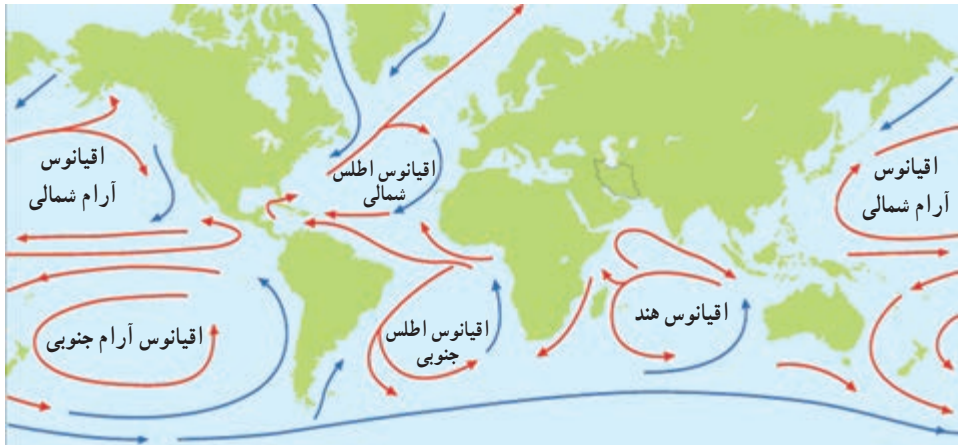 اقیانوس
آرام شمالی
اقیانوس اطلس
شمالی
اقیانوس
آرام شمالی
اقیانوس آرام جنوبی
اقیانوس اطلس
جنوبی
اقیانوس هند